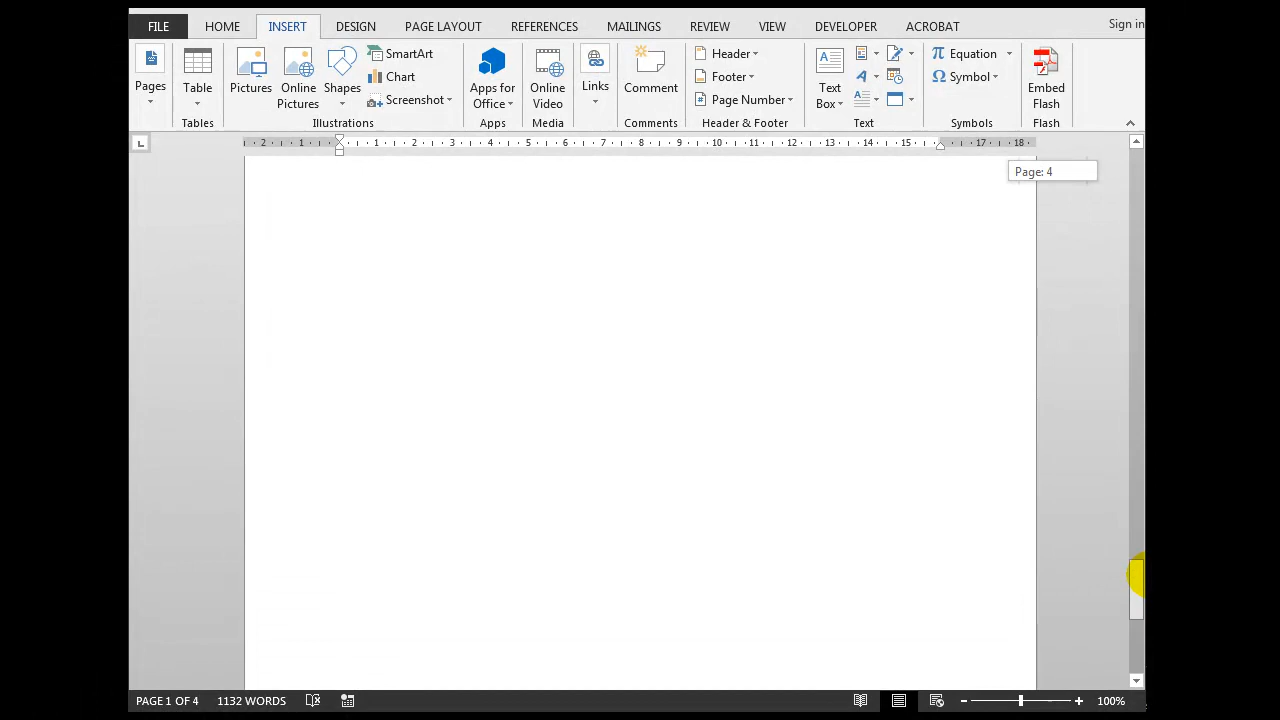 FILE HOME INSERT DESIGN PAGE LAYOUT REFERENCES MAILINGS REVIEW VIEW DEVELOPER ACROBAT Sign in
Pages
Table
Pictures
Online Pictures
Shapes
SmartArt
Chart
Screenshot
Apps for Office
Online Video
Links
Comment
Header
Footer
Page Number
Text Box
A
A
Equation
Symbol
Embed Flash
Tables Illustrations Apps Media Comments Header & Footer Text Symbols Flash
2 1 1 2 3 4 5 6 7 8 9 10 11 12 13 14 15 17 18
Page: 4
PAGE 1 OF 4 1132 WORDS 100%